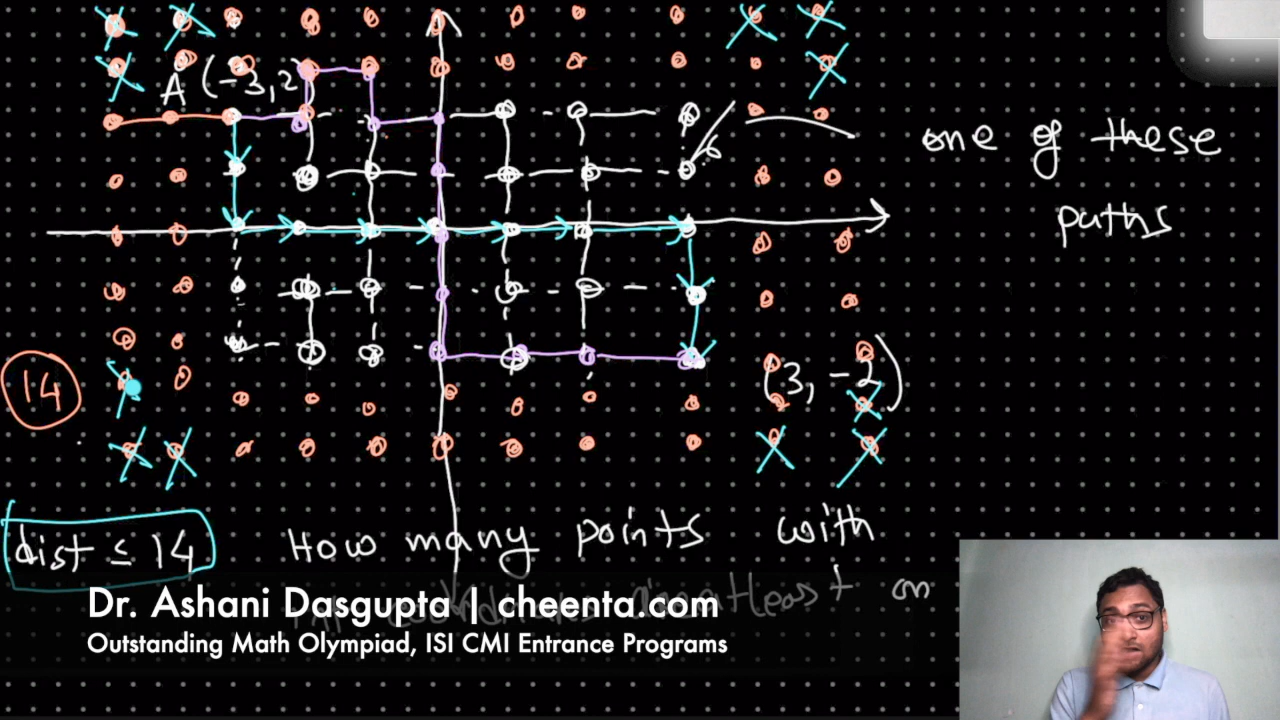 A (-3, 2)
one of these
paths
14
(3, -2)
dist ≤ 14
How many points with
Dr. Ashani Dasgupta | cheenta.com
Outstanding Math Olympiad, ISI CMI Entrance Programs